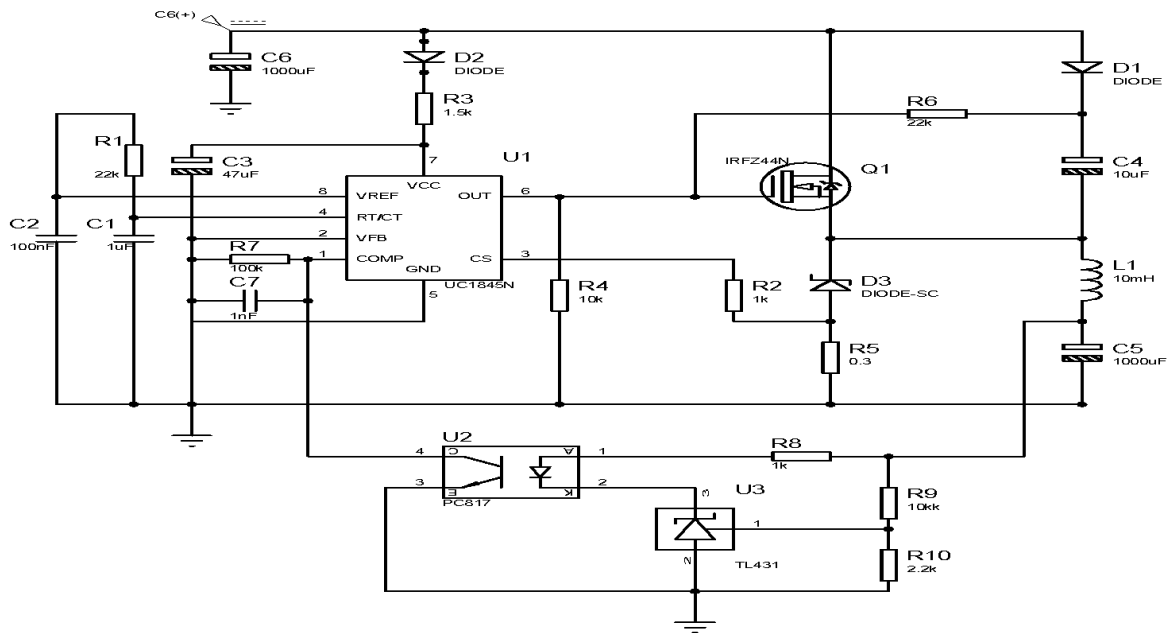 C6(+)
C6
1000uF
D2
DIODE
D1
DIODE
R3
1.5k
R6
22k
R1
22k
C3
47uF
7
U1
IRFZ44N
Q1
C4
10uF
8
VREF
VCC
OUT
6
4
RT/CT
C2
100nF
C1
1uF
2
VFB
R7
100k
1
COMP
GND
CS
3
5
UC1845N
C7
1nF
R4
10k
R2
1k
D3
DIODE-SC
L1
10mH
R5
0.3
C5
1000uF
U2
4
C
A
1
R8
1k
3
E
K
2
PC817
3
U3
R9
10kk
1
2
TL431
R10
2.2k